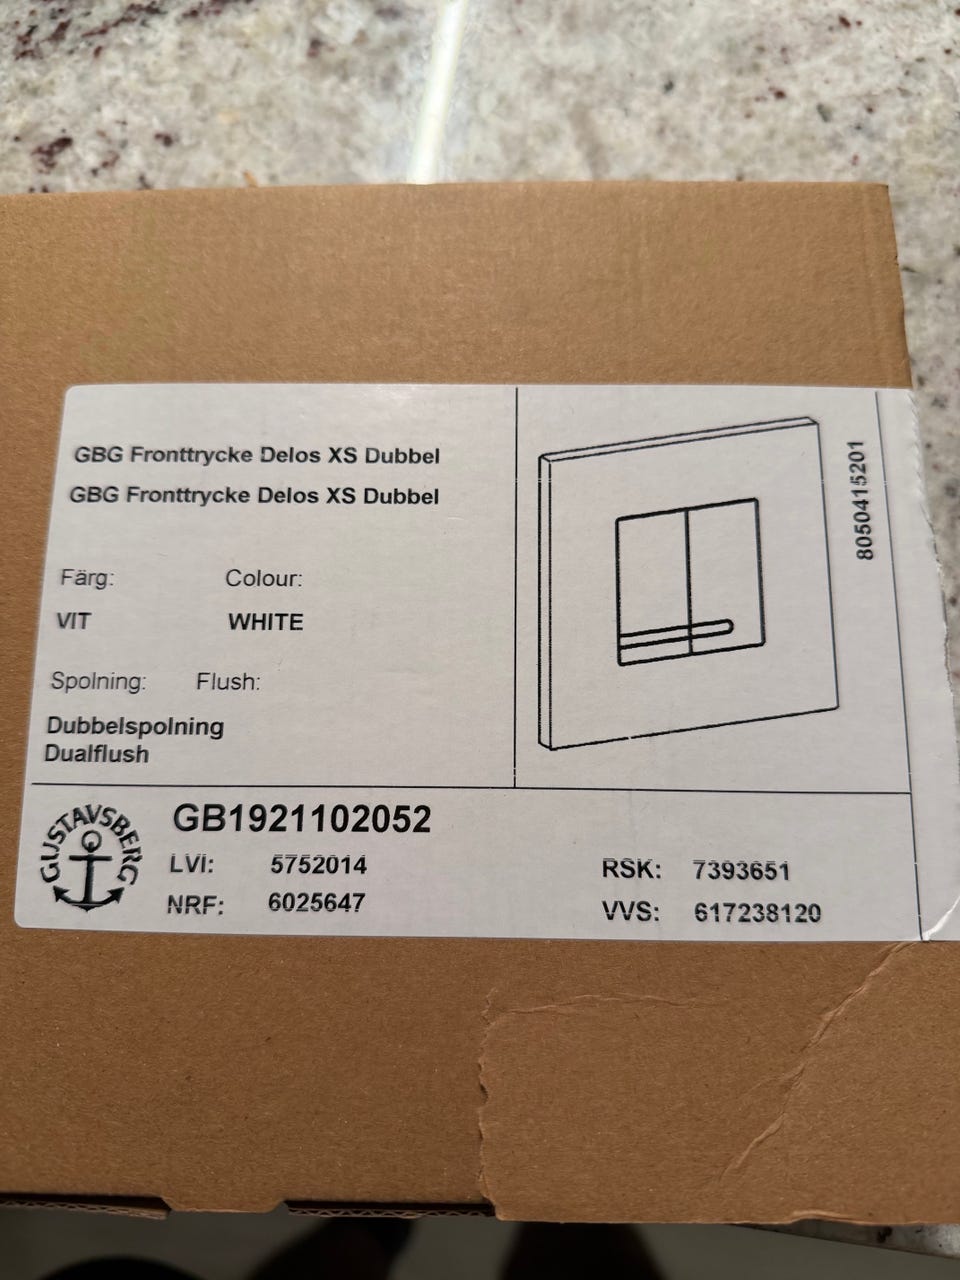 GBG Fronttrycke Delos XS Dubbel
GBG Fronttrycke Delos XS Dubbel
Färg: Colour:
VIT WHITE
Spolning: Flush:
Dubbelspolning
Dualflush
8050415201
GUSTAVSBERG
GB1921102052
LVI: 5752014
NRF: 6025647
RSK: 7393651
VVS: 617238120